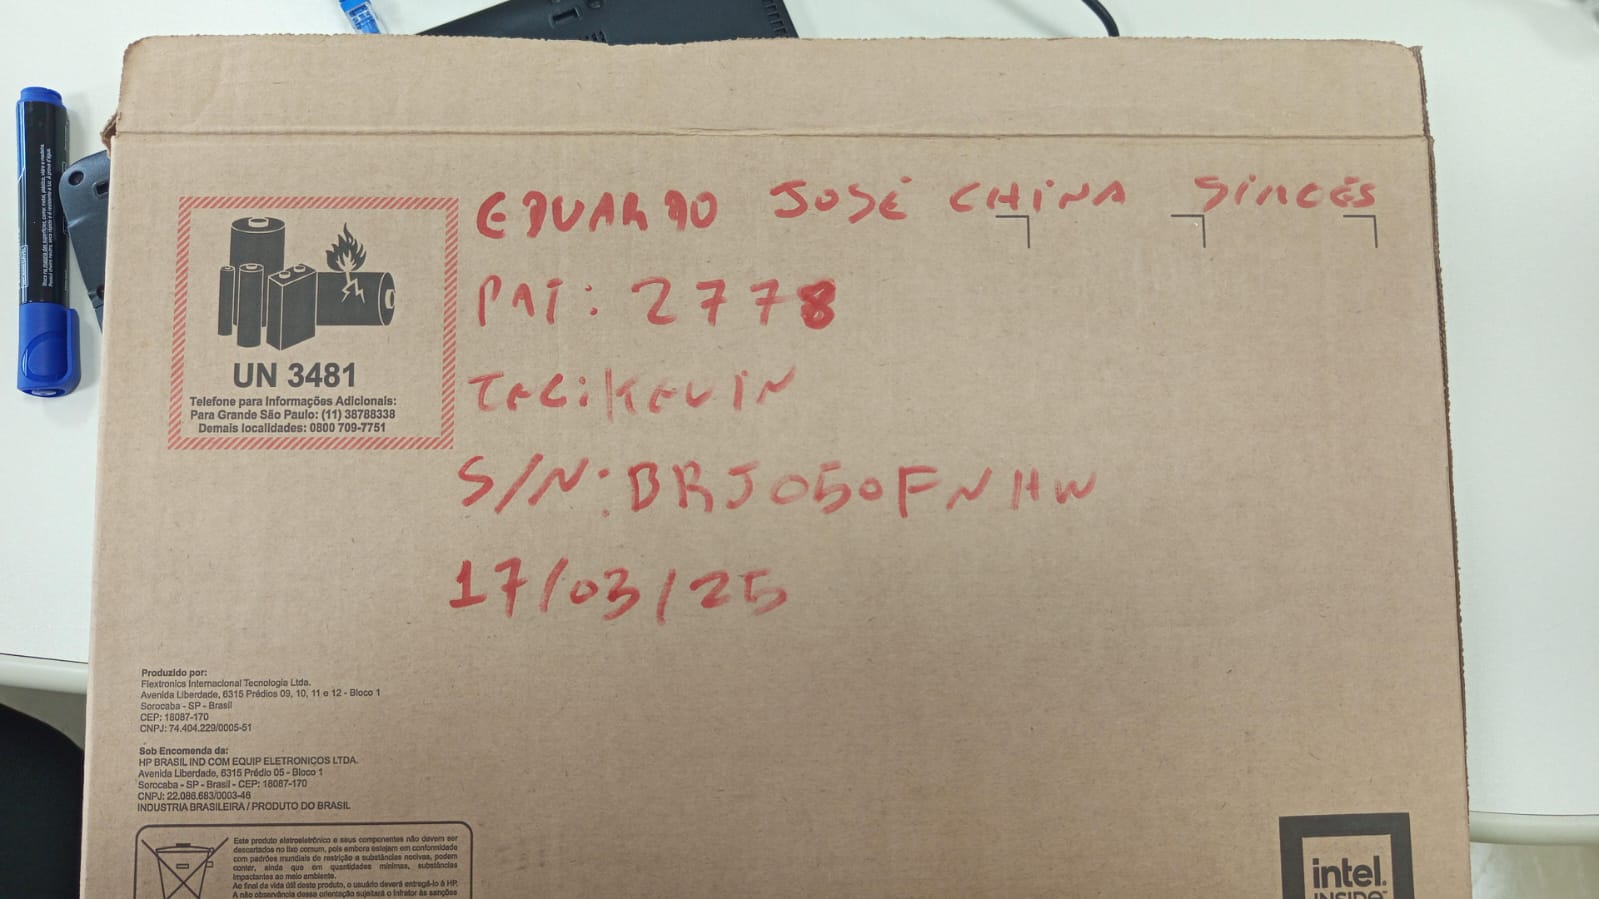 EDUARDO JOSÉ CHINA SIMÕES
PAT: 2778
TEC: KEVIN
S/N: BRJ050FNHW
17/03/25
UN 3481
Telefone para Informações Adicionais:
Para Grande São Paulo: (11) 38788338
Demais localidades: 0800 709-7751
Produzido por:
Flextronics Internacional Tecnologia Ltda.
Avenida Liberdade, 6315 Prédios 09, 10, 11 e 12 - Bloco 1
Sorocaba - SP - Brasil
CEP: 18087-170
CNPJ: 74.404.229/0005-51
Sob Encomenda da:
HP BRASIL IND COM EQUIP ELETRONICOS LTDA.
Avenida Liberdade, 6315 Prédio 05 - Bloco 1
Sorocaba - SP - Brasil - CEP: 18087-170
CNPJ: 22.086.683/0003-46
INDUSTRIA BRASILEIRA / PRODUTO DO BRASIL
Este produto eletroeletrônico e seus componentes não devem ser
descartados no lixo comum, pois embora estejam em conformidade
com padrões mundiais de restrição a substâncias nocivas, podem
conter, ainda que em quantidades mínimas, substâncias
impactantes ao meio ambiente.
Ao final da vida útil deste produto, o usuário deverá entregá-lo à HP.
A não observância dessa orientação sujeitará o infrator às sanções
intel.
INSIDE